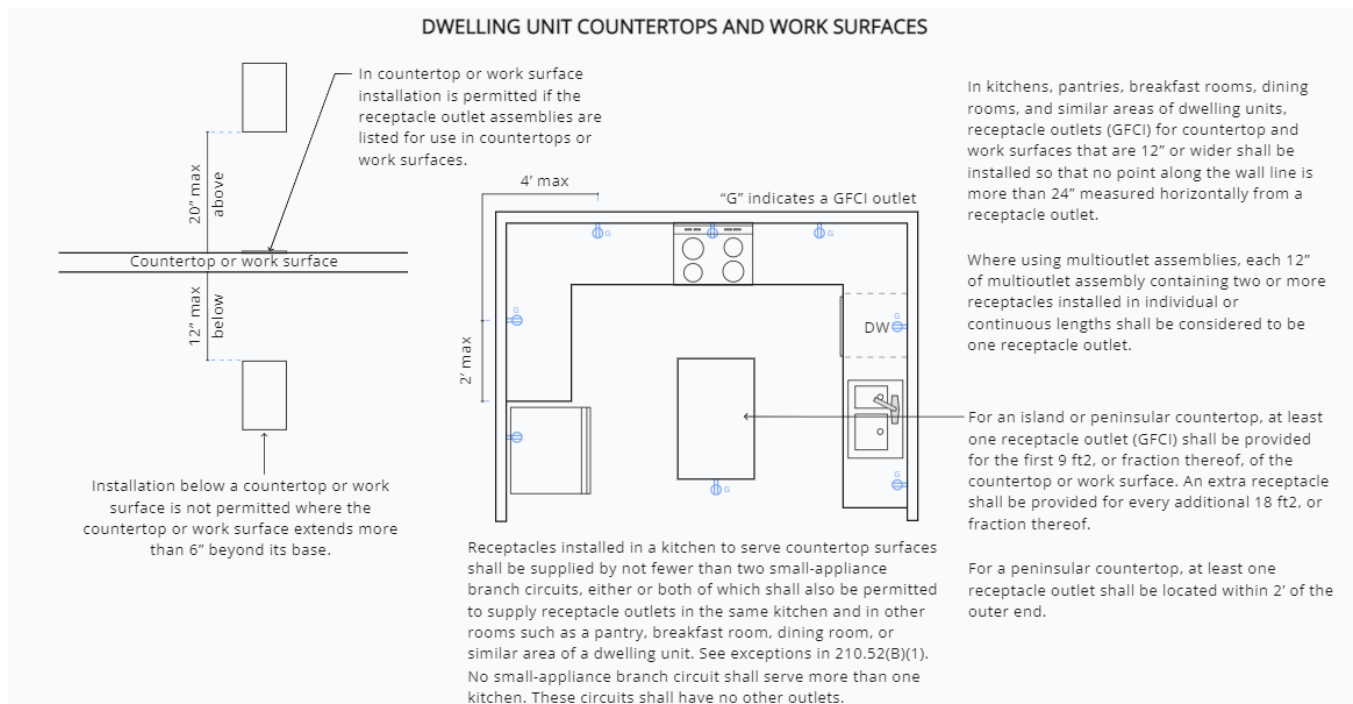 DWELLING UNIT COUNTERTOPS AND WORK SURFACES
In countertop or work surface
installation is permitted if the
receptacle outlet assemblies are
listed for use in countertops or
work surfaces.
20” max
above
Countertop or work surface
12” max
below
Installation below a countertop or work
surface is not permitted where the
countertop or work surface extends more
than 6” beyond its base.
4’ max
“G” indicates a GFCI outlet
G
G
G
2’ max
G
DW
G
G
Receptacles installed in a kitchen to serve countertop surfaces
shall be supplied by not fewer than two small-appliance
branch circuits, either or both of which shall also be permitted
to supply receptacle outlets in the same kitchen and in other
rooms such as a pantry, breakfast room, dining room, or
similar area of a dwelling unit. See exceptions in 210.52(B)(1).
No small-appliance branch circuit shall serve more than one
kitchen. These circuits shall have no other outlets.
In kitchens, pantries, breakfast rooms, dining
rooms, and similar areas of dwelling units,
receptacle outlets (GFCI) for countertop and
work surfaces that are 12” or wider shall be
installed so that no point along the wall line is
more than 24” measured horizontally from a
receptacle outlet.
Where using multioutlet assemblies, each 12”
of multioutlet assembly containing two or more
receptacles installed in individual or
continuous lengths shall be considered to be
one receptacle outlet.
For an island or peninsular countertop, at least
one receptacle outlet (GFCI) shall be provided
for the first 9 ft2, or fraction thereof, of the
countertop or work surface. An extra receptacle
shall be provided for every additional 18 ft2, or
fraction thereof.
For a peninsular countertop, at least one
receptacle outlet shall be located within 2’ of the
outer end.